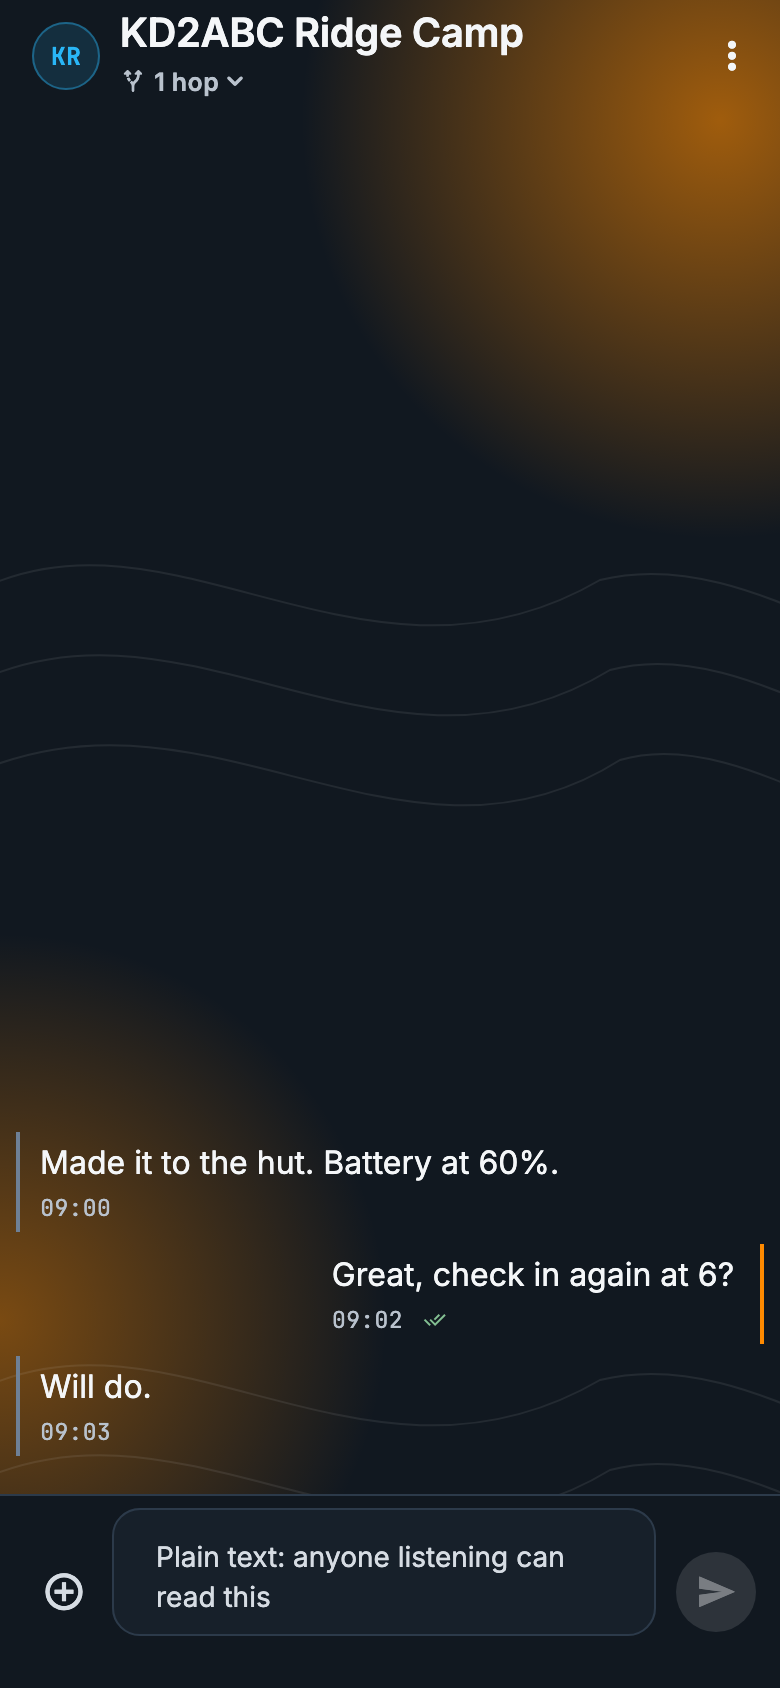 KR
KD2ABC Ridge Camp
1 hop
Made it to the hut. Battery at 60%.
09:00
Great, check in again at 6?
09:02
Will do.
09:03
Plain text: anyone listening can
read this